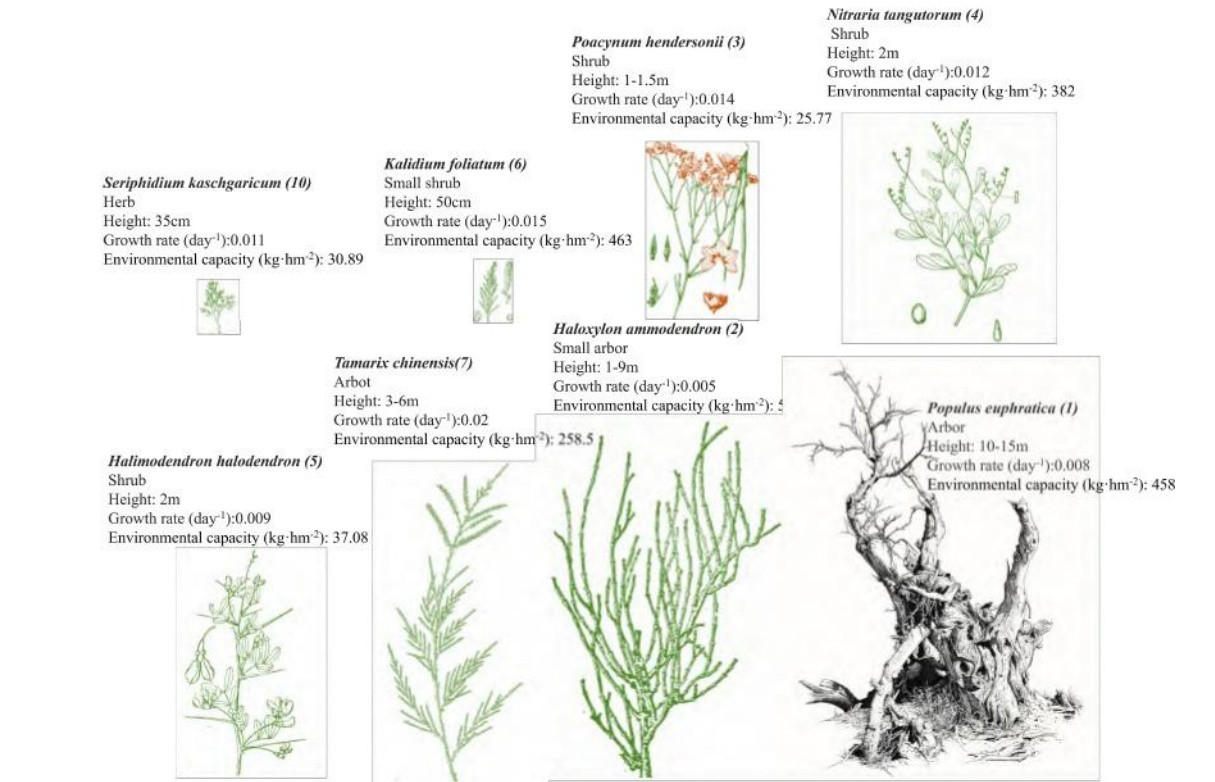 Nitraria tangutorum (4)
Shrub
Height: 2m
Growth rate (day-1):0.012
Environmental capacity (kg·hm-2): 382
Poacynum hendersonii (3)
Shrub
Height: 1-1.5m
Growth rate (day-1):0.014
Environmental capacity (kg·hm-2): 25.77
Kalidium foliatum (6)
Small shrub
Height: 50cm
Growth rate (day-1):0.015
Environmental capacity (kg·hm-2): 463
Seriphidium kaschgaricum (10)
Herb
Height: 35cm
Growth rate (day-1):0.011
Environmental capacity (kg·hm-2): 30.89
Haloxylon ammodendron (2)
Small arbor
Height: 1-9m
Growth rate (day-1):0.005
Environmental capacity (kg·hm-2):
Tamarix chinensis(7)
Arbot
Height: 3-6m
Growth rate (day-1):0.02
Environmental capacity (kg·hm-2): 258.5
Populus euphratica (1)
Arbor
Height: 10-15m
Growth rate (day-1):0.008
Environmental capacity (kg·hm-2): 458
Halimodendron halodendron (5)
Shrub
Height: 2m
Growth rate (day-1):0.009
Environmental capacity (kg·hm-2): 37.08